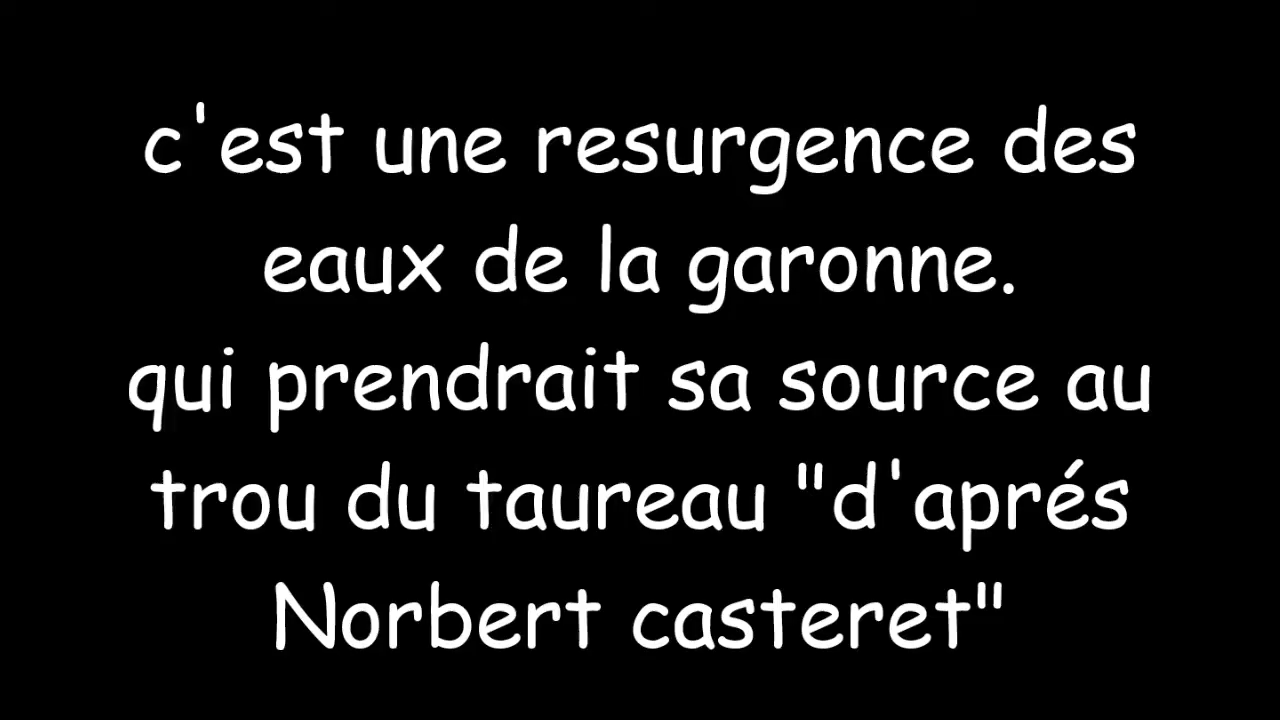 c'est une resurgence des
eaux de la garonne.
qui prendrait sa source au
trou du taureau "d'aprés
Norbert casteret"